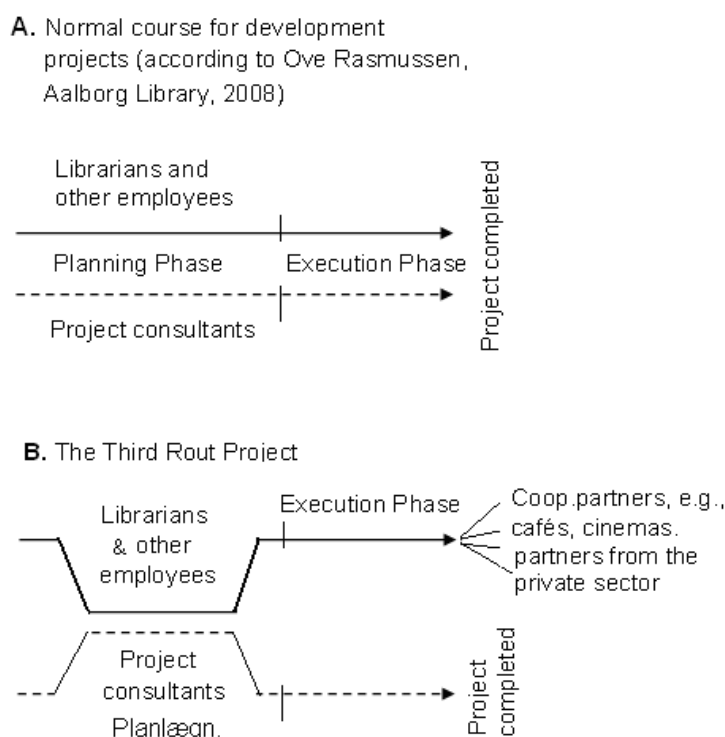 A. Normal course for development
projects (according to Ove Rasmussen,
Aalborg Library, 2008)
Librarians and
other employees
Planning Phase
Execution Phase
Project consultants
Project completed
B. The Third Rout Project
Librarians
& other
employees
Execution Phase
Coop.partners, e.g.,
cafés, cinemas.
partners from the
private sector
Project
consultants
Planlægn.
Project
completed